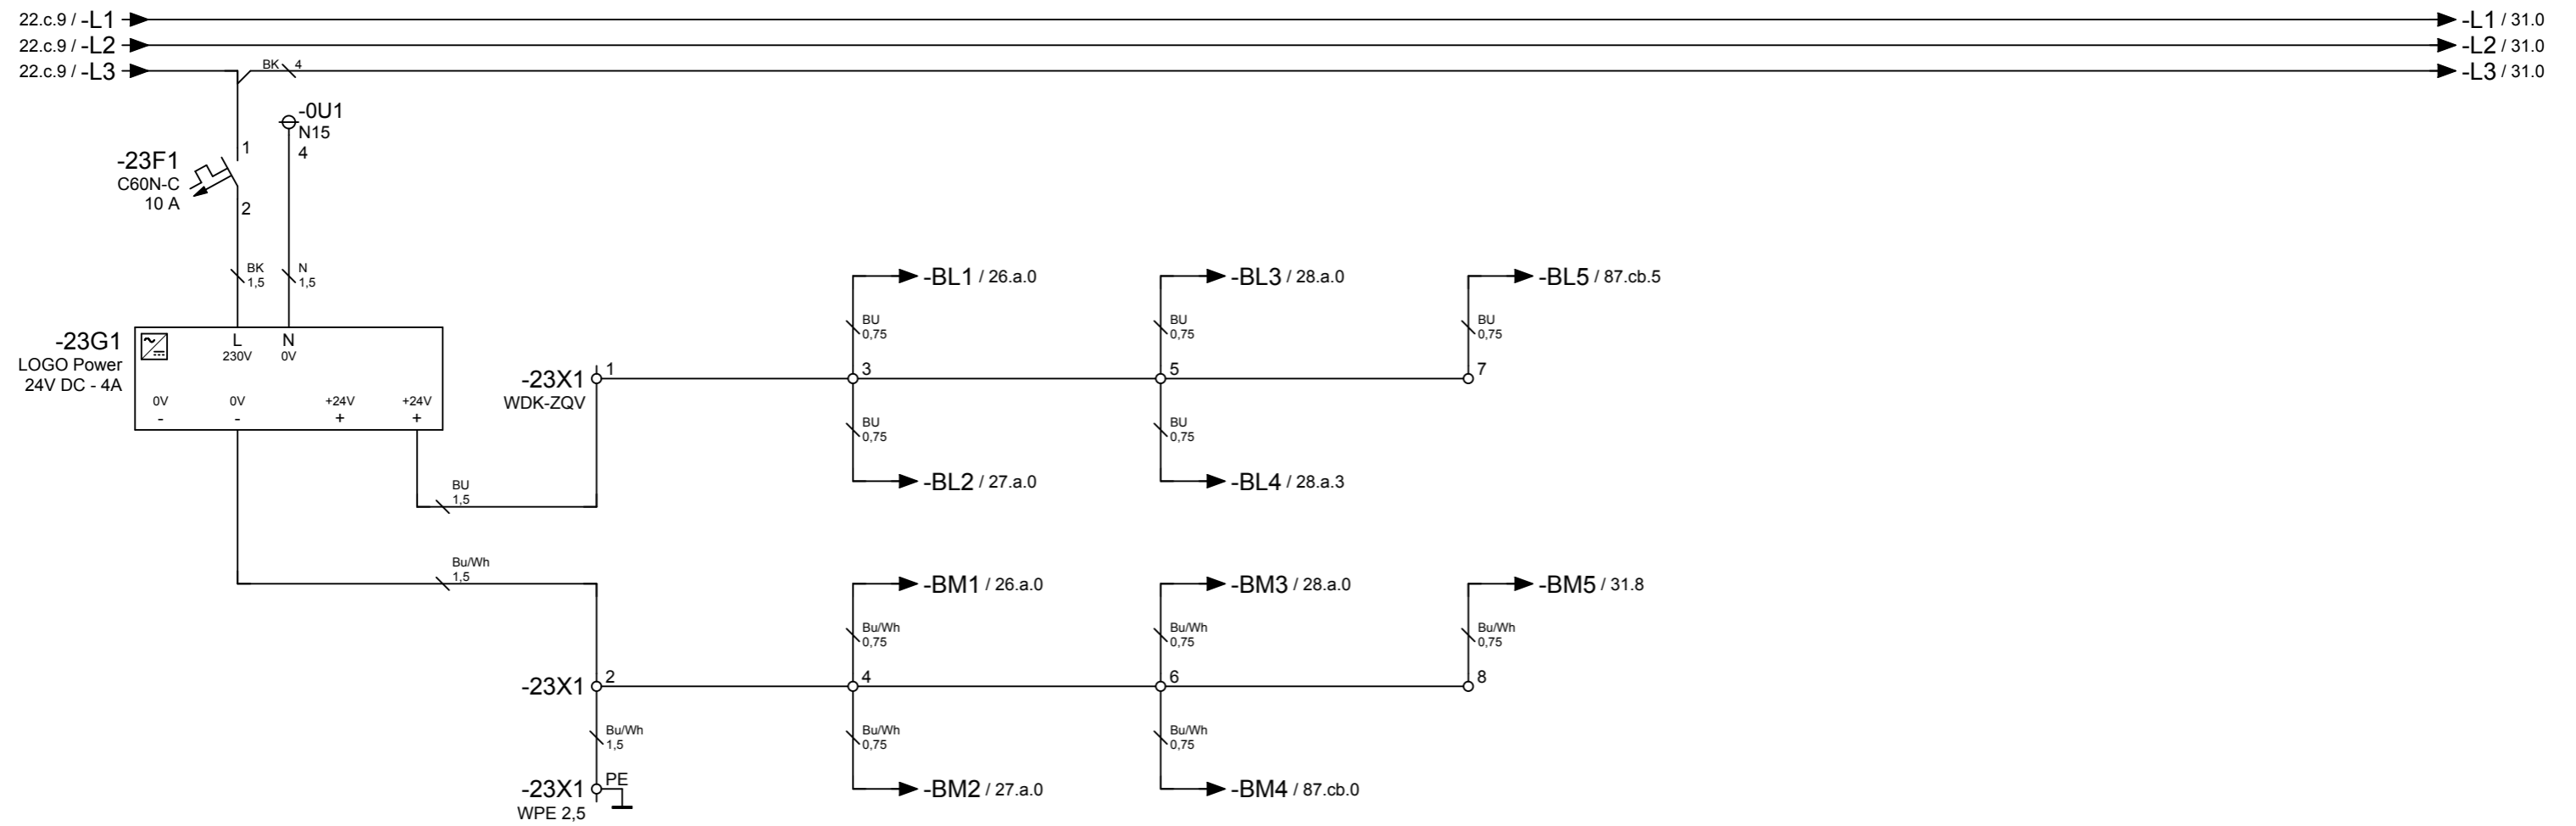 22.c.9 / -L1
-L1 / 31.0
22.c.9 / -L2
-L2 / 31.0
22.c.9 / -L3
BK 4
-L3 / 31.0
-0U1
N15
4
1
-23F1
C60N-C
10 A
2
BK
1,5
N
1,5
-23G1
LOGO Power
24V DC - 4A
L
230V
N
0V
0V
-
0V
-
+24V
+
+24V
+
BU
1,5
Bu/Wh
1,5
-BL1 / 26.a.0
-BL3 / 28.a.0
-BL5 / 87.cb.5
BU
0,75
BU
0,75
BU
0,75
-23X1
WDK-ZQV
1
3
5
7
BU
0,75
BU
0,75
-BL2 / 27.a.0
-BL4 / 28.a.3
-BM1 / 26.a.0
-BM3 / 28.a.0
-BM5 / 31.8
Bu/Wh
0,75
Bu/Wh
0,75
Bu/Wh
0,75
-23X1
2
4
6
8
Bu/Wh
1,5
Bu/Wh
0,75
Bu/Wh
0,75
-23X1
WPE 2,5
PE
-BM2 / 27.a.0
-BM4 / 87.cb.0